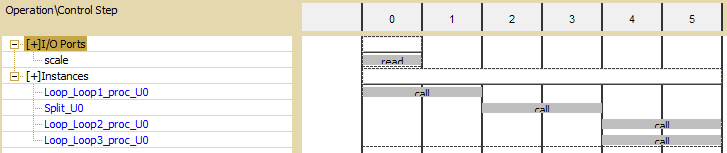 Operation\Control Step 0 1 2 3 4 5
[+]I/O Ports
scale read
[+]Instances
Loop_Loop1_proc_U0 call
Split_U0 call
Loop_Loop2_proc_U0 call
Loop_Loop3_proc_U0 call